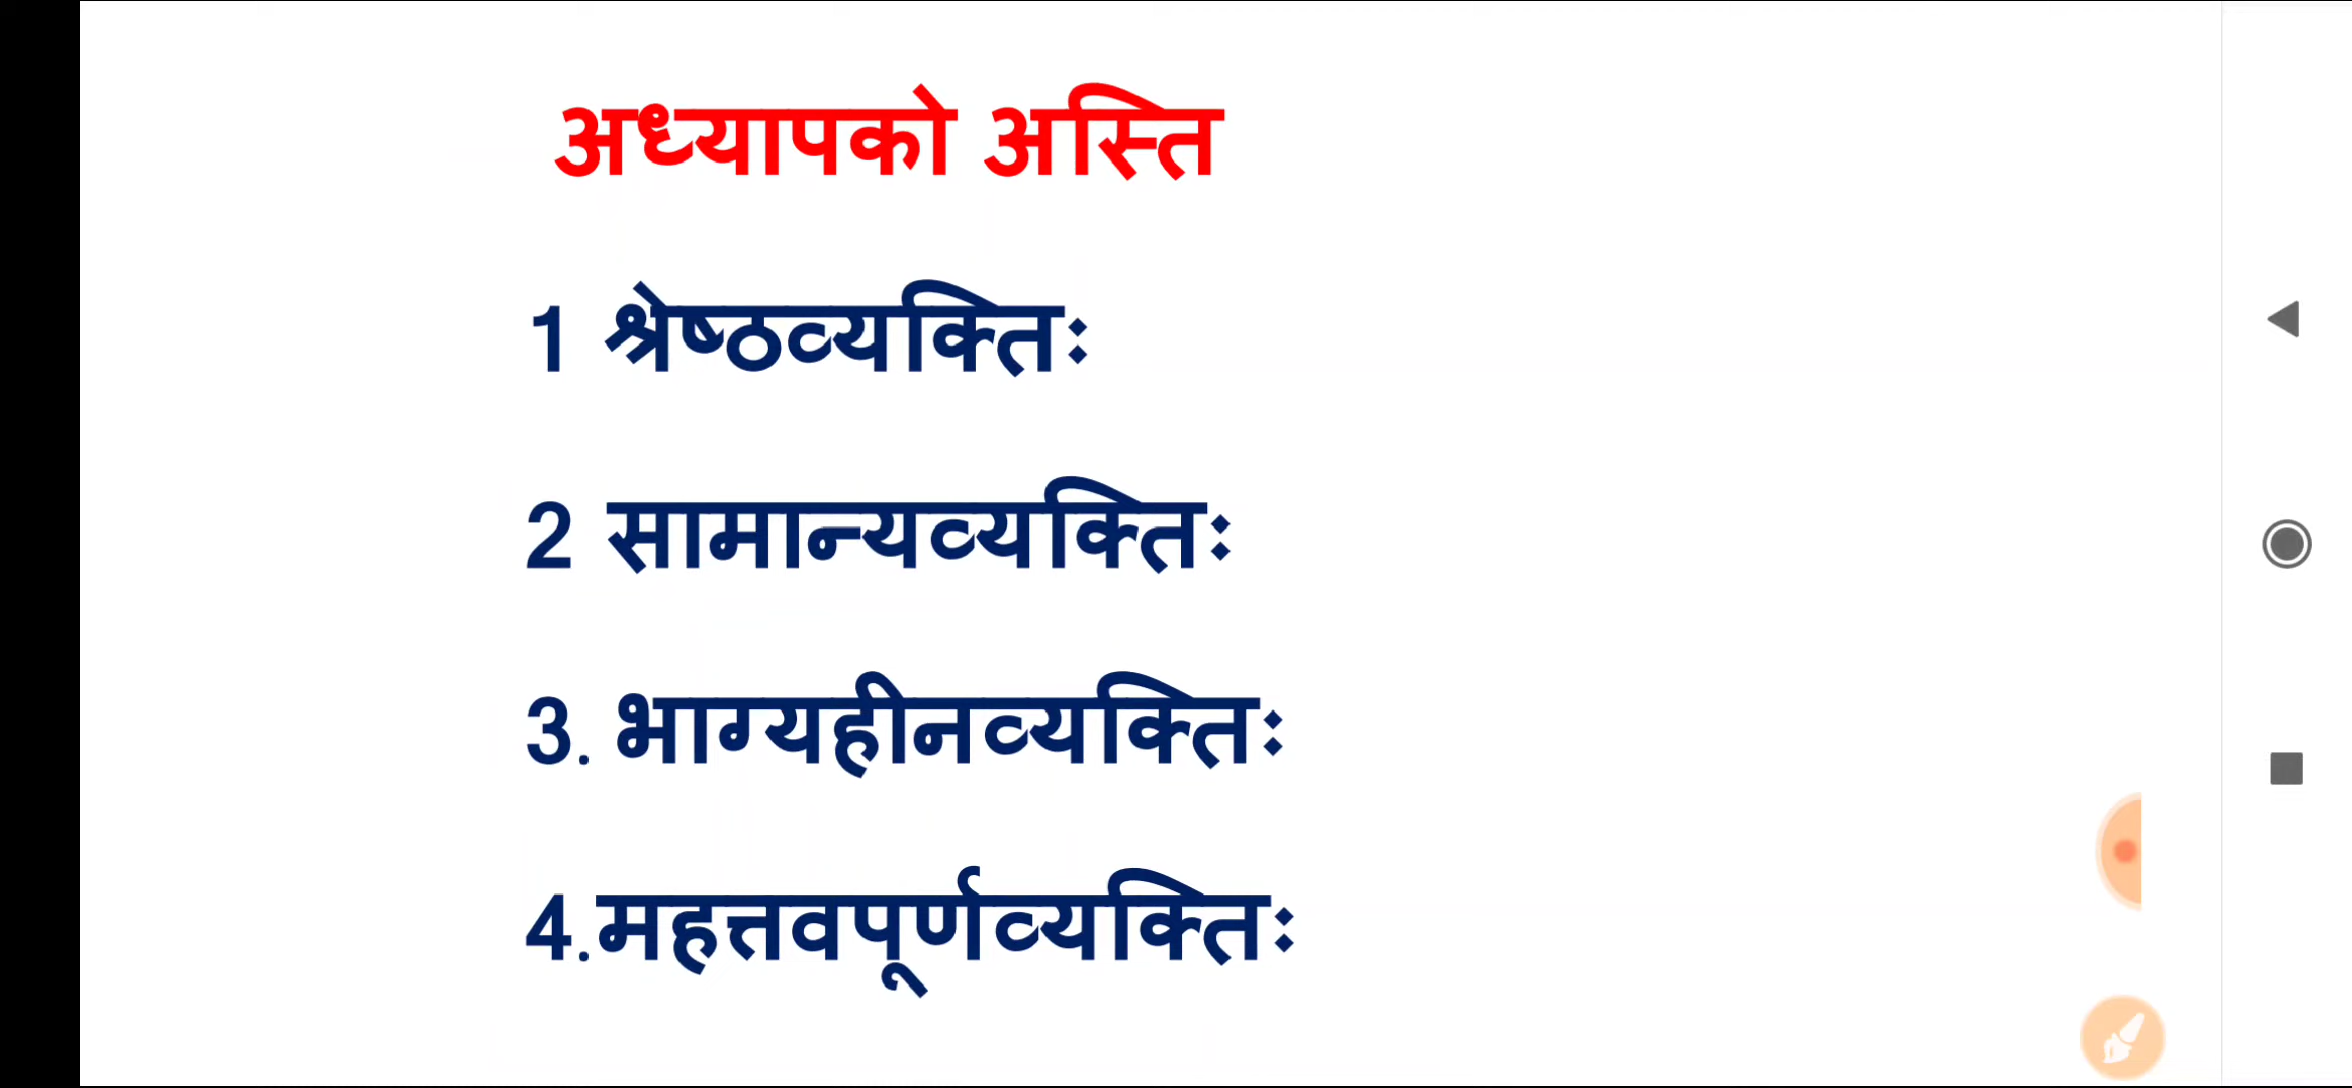 अध्यापको अस्ति
1 श्रेष्ठव्यक्तिः
2 सामान्यव्यक्तिः
3. भाग्यहीनव्यक्तिः
4.महत्तवपूर्णव्यक्तिः